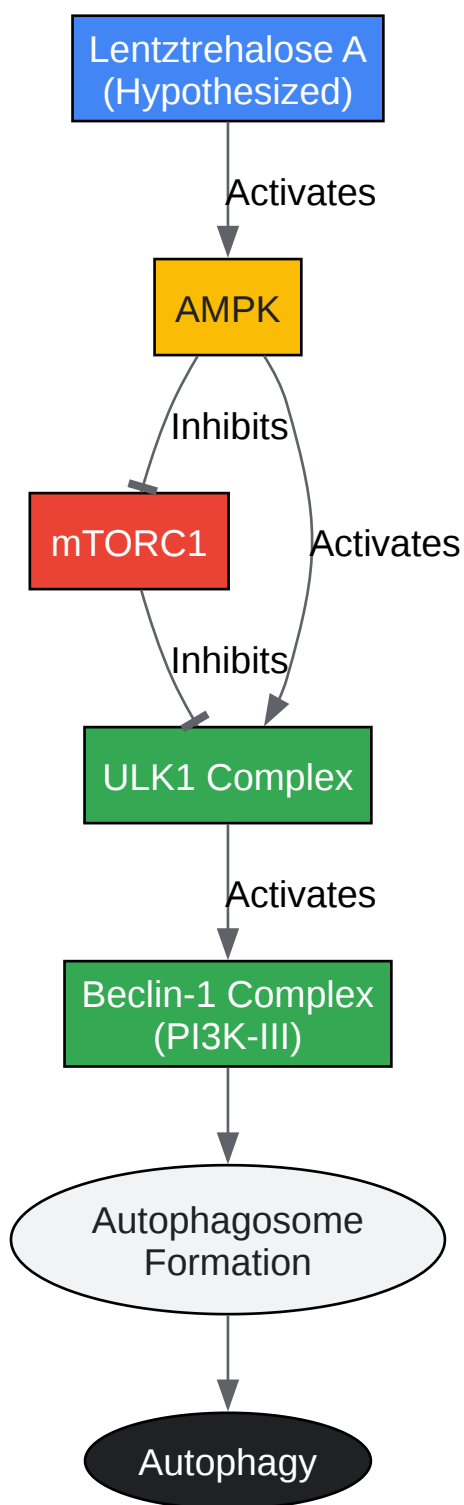 Lentztrehalose A
(Hypothesized)
Activates
AMPK
Inhibits
mTORC1
Activates
Inhibits
ULK1 Complex
Activates
Beclin-1 Complex
(PI3K-III)
Autophagosome
Formation
Autophagy